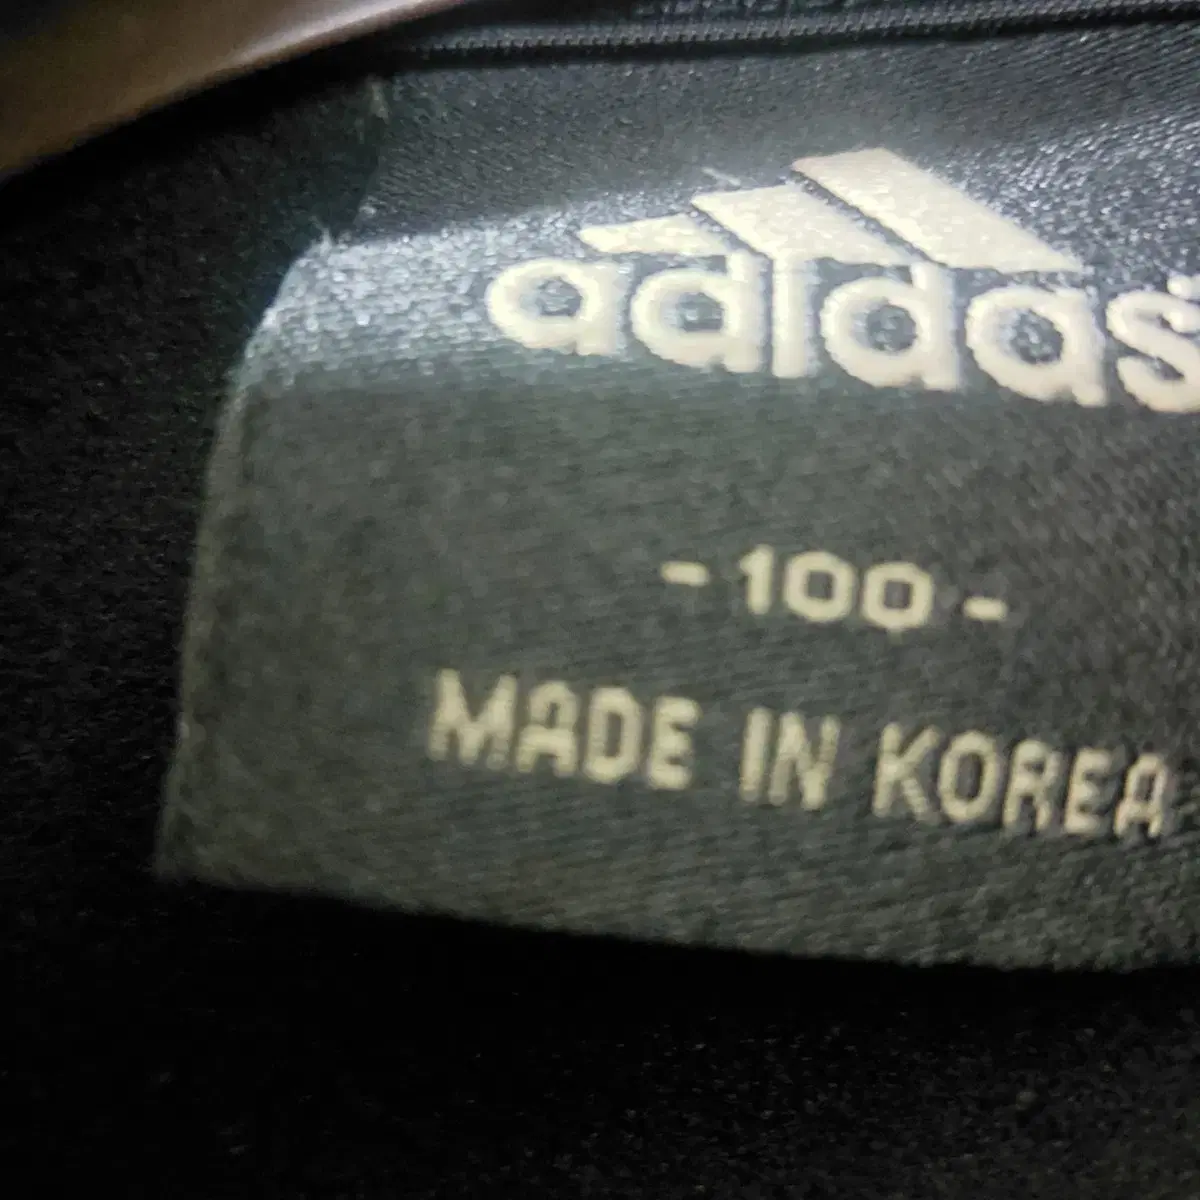 adidas
- 100 -
MADE IN KOREA